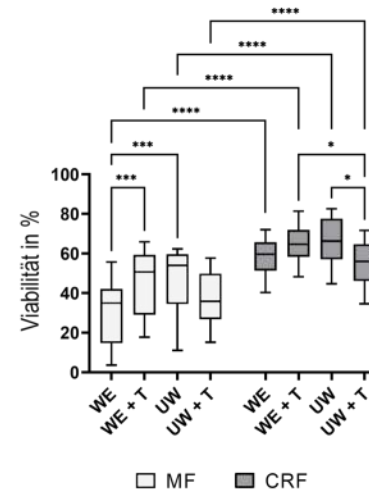 ****
****
****
****
***
*
***
*
Viabilität in %
100
80
60
40
20
0
WE
WE + T
UW
UW + T
WE
WE + T
UW
UW + T
MF
CRF